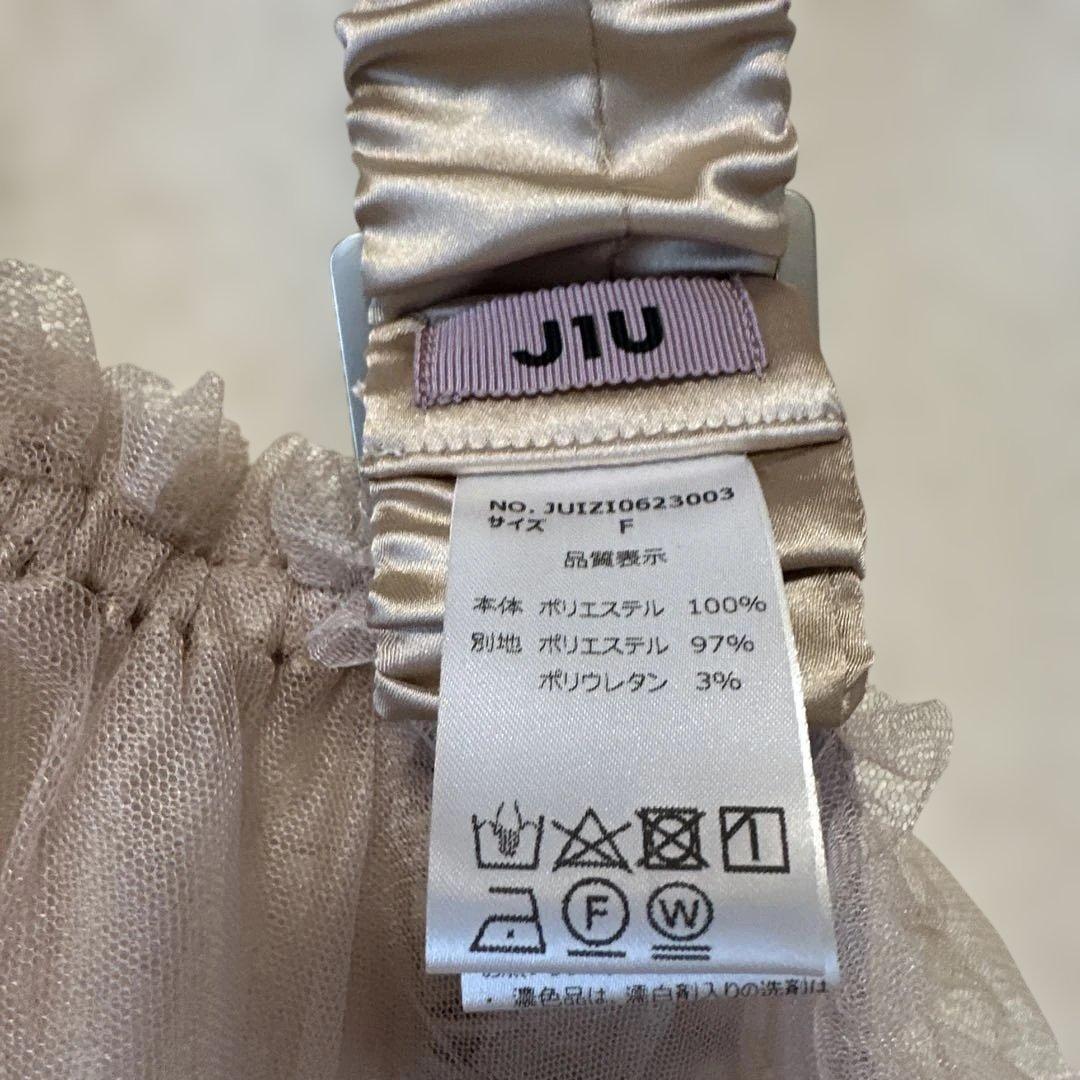 J1U
NO. JUIZI0623003
サイズ F
品質表示
本体 ポリエステル 100%
別地 ポリエステル 97%
ポリウレタン 3%
F W
・濃色品は、漂白剤入りの洗剤は